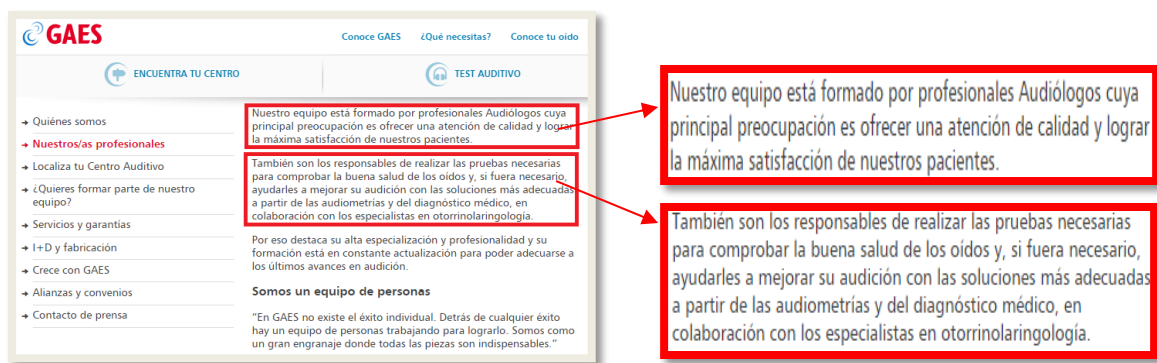 GAES
Conoce GAES ¿Qué necesitas? Conoce tu oído
ENCUENTRA TU CENTRO TEST AUDITIVO
Quiénes somos
Nuestros/as profesionales
Localiza tu Centro Auditivo
¿Quieres formar parte de nuestro
equipo?
Servicios y garantías
I+D y fabricación
Crece con GAES
Alianzas y convenios
Contacto de prensa
Nuestro equipo está formado por profesionales Audiólogos cuya
principal preocupación es ofrecer una atención de calidad y lograr
la máxima satisfacción de nuestros pacientes.
También son los responsables de realizar las pruebas necesarias
para comprobar la buena salud de los oídos y, si fuera necesario,
ayudarles a mejorar su audición con las soluciones más adecuadas
a partir de las audiometrías y del diagnóstico médico, en
colaboración con los especialistas en otorrinolaringología.
Por eso destaca su alta especialización y profesionalidad y su
formación está en constante actualización para poder adecuarse a
los últimos avances en audición.
Somos un equipo de personas
“En GAES no existe el éxito individual. Detrás de cualquier éxito
hay un equipo de personas trabajando para lograrlo. Somos como
un gran engranaje donde todas las piezas son indispensables.”
Nuestro equipo está formado por profesionales Audiólogos cuya
principal preocupación es ofrecer una atención de calidad y lograr
la máxima satisfacción de nuestros pacientes.
También son los responsables de realizar las pruebas necesarias
para comprobar la buena salud de los oídos y, si fuera necesario,
ayudarles a mejorar su audición con las soluciones más adecuadas
a partir de las audiometrías y del diagnóstico médico, en
colaboración con los especialistas en otorrinolaringología.